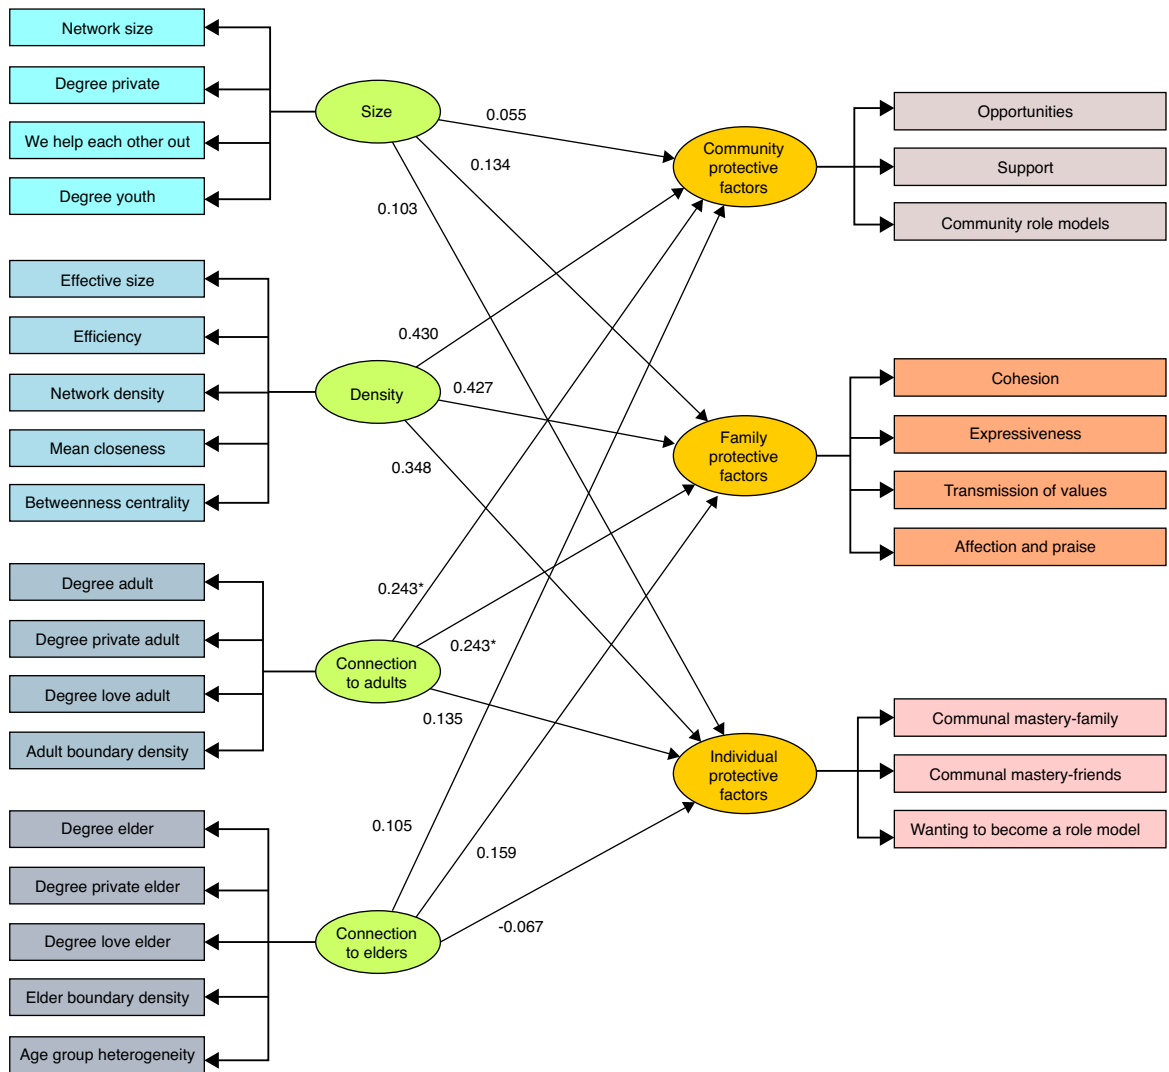 Network size
Degree private
We help each other out
Degree youth
Effective size
Efficiency
Network density
Mean closeness
Betweenness centrality
Degree adult
Degree private adult
Degree love adult
Adult boundary density
Degree elder
Degree private elder
Degree love elder
Elder boundary density
Age group heterogeneity
Size
Density
Connection
to adults
Connection
to elders
0.055
0.134
0.103
0.430
0.427
0.348
0.243*
0.243*
0.135
0.105
0.159
-0.067
Community
protective
factors
Family
protective
factors
Individual
protective
factors
Opportunities
Support
Community role models
Cohesion
Expressiveness
Transmission of values
Affection and praise
Communal mastery-family
Communal mastery-friends
Wanting to become a role model